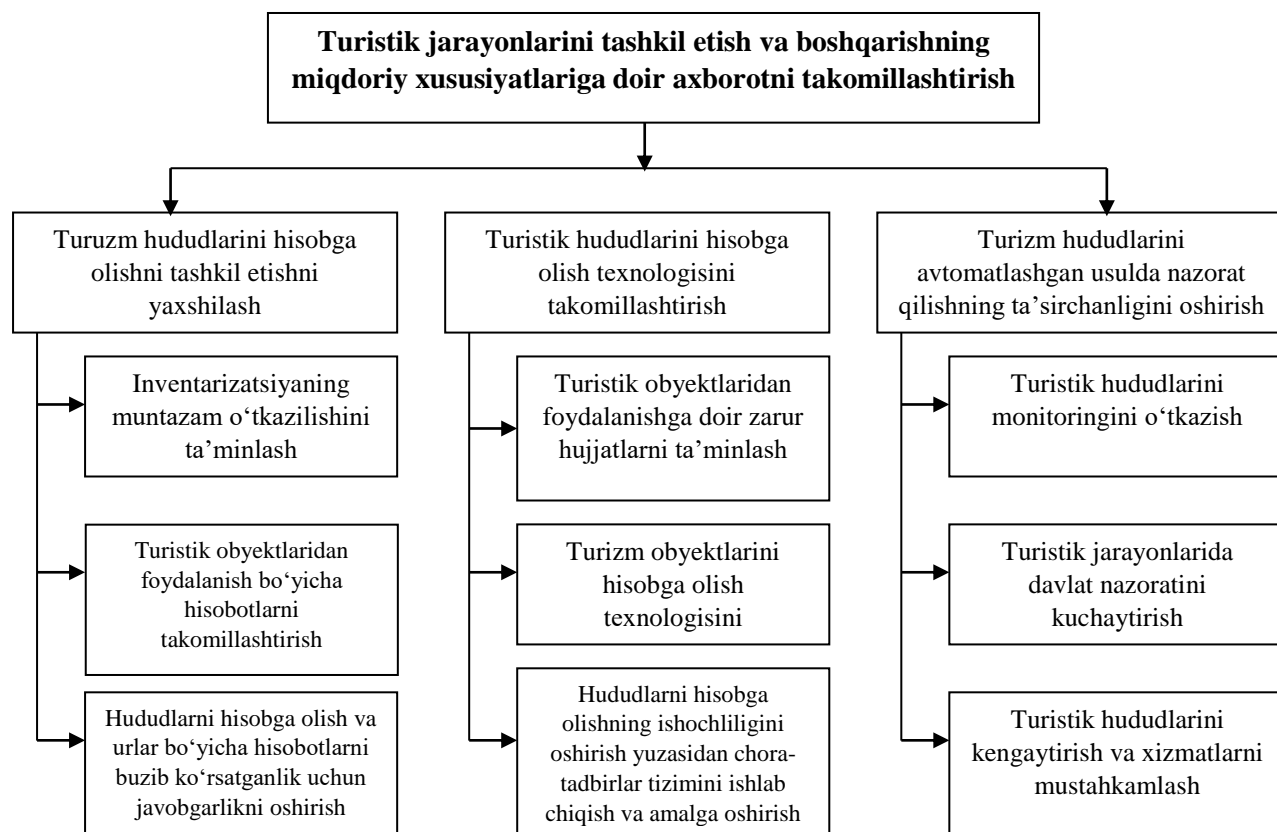 Turistik jarayonlarini tashkil etish va boshqarishning
miqdoriy xususiyatlariga doir axborotni takomillashtirish
Turuzm hududlarini hisobga
olishni tashkil etishni
yaxshilash
Inventarizatsiyaning
muntazam o‘tkazilishini
ta’minlash
Turistik obyektlaridan
foydalanish bo‘yicha
hisobotlarni
takomillashtirish
Hududlarni hisobga olish va
urlar bo‘yicha hisobotlarni
buzib ko‘rsatganlik uchun
javobgarlikni oshirish
Turistik hududlarini hisobga
olish texnologisini
takomillashtirish
Turistik obyektlaridan
foydalanishga doir zarur
hujjatlarni ta’minlash
Turizm obyektlarini
hisobga olish
texnologisini
Hududlarni hisobga
olishning ishochliligini
oshirish yuzasidan chora-
tadbirlar tizimini ishlab
chiqish va amalga oshirish
Turizm hududlarini
avtomatlashgan usulda nazorat
qilishning ta’sirchanligini oshirish
Turistik hududlarini
monitoringini o‘tkazish
Turistik jarayonlarida
davlat nazoratini
kuchaytirish
Turistik hududlarini
kengaytirish va xizmatlarni
mustahkamlash